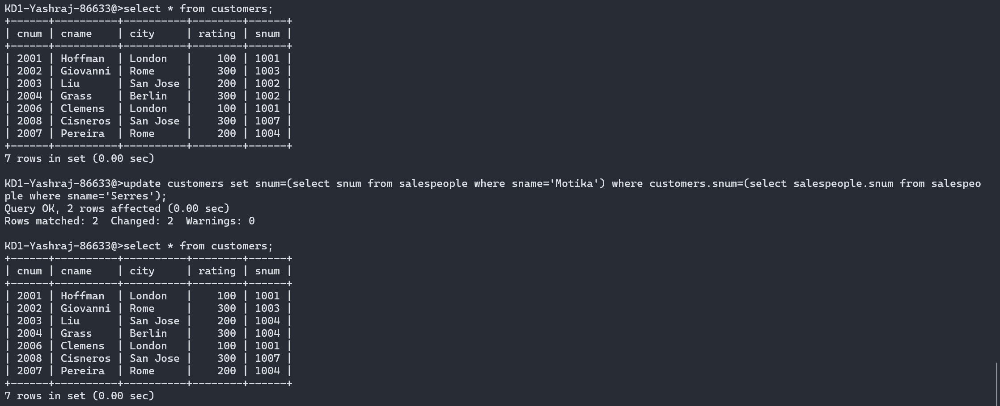 KD1-Yashraj-86633@>select * from customers;
+------+----------+----------+--------+------+
| cnum | cname    | city     | rating | snum |
+------+----------+----------+--------+------+
| 2001 | Hoffman  | London   |    100 | 1001 |
| 2002 | Giovanni | Rome     |    300 | 1003 |
| 2003 | Liu      | San Jose |    200 | 1002 |
| 2004 | Grass    | Berlin   |    300 | 1002 |
| 2006 | Clemens  | London   |    100 | 1001 |
| 2008 | Cisneros | San Jose |    300 | 1007 |
| 2007 | Pereira  | Rome     |    200 | 1004 |
+------+----------+----------+--------+------+
7 rows in set (0.00 sec)

KD1-Yashraj-86633@>update customers set snum=(select snum from salespeople where sname='Motika') where customers.snum=(select salespeople.snum from salespeo
ple where sname='Serres');
Query OK, 2 rows affected (0.00 sec)
Rows matched: 2  Changed: 2  Warnings: 0

KD1-Yashraj-86633@>select * from customers;
+------+----------+----------+--------+------+
| cnum | cname    | city     | rating | snum |
+------+----------+----------+--------+------+
| 2001 | Hoffman  | London   |    100 | 1001 |
| 2002 | Giovanni | Rome     |    300 | 1003 |
| 2003 | Liu      | San Jose |    200 | 1004 |
| 2004 | Grass    | Berlin   |    300 | 1004 |
| 2006 | Clemens  | London   |    100 | 1001 |
| 2008 | Cisneros | San Jose |    300 | 1007 |
| 2007 | Pereira  | Rome     |    200 | 1004 |
+------+----------+----------+--------+------+
7 rows in set (0.00 sec)